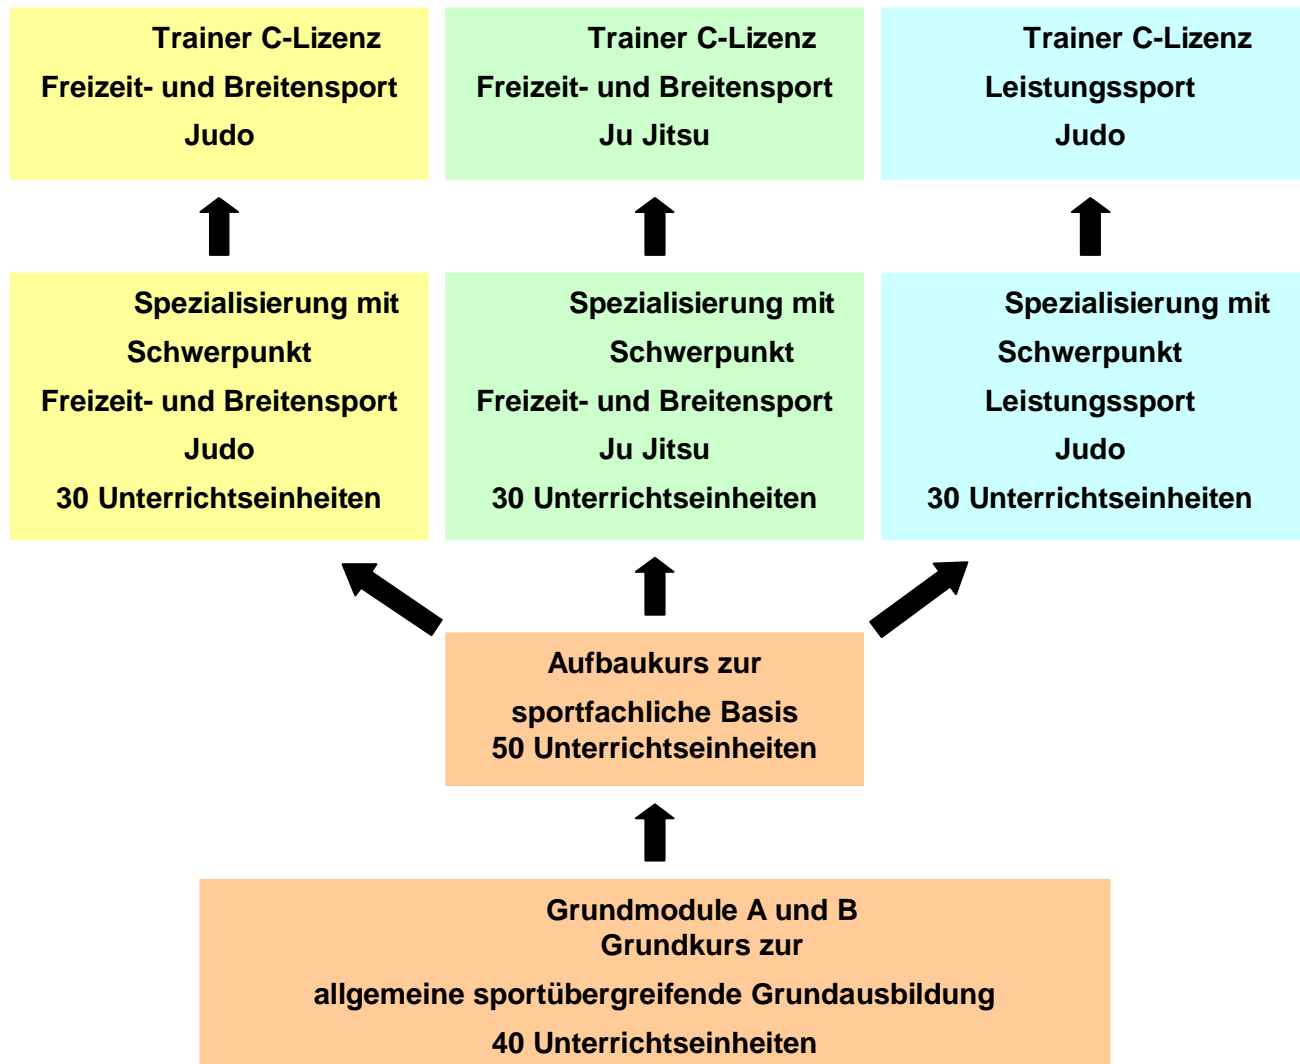 Trainer C-Lizenz
Freizeit- und Breitensport
Judo
Trainer C-Lizenz
Freizeit- und Breitensport
Ju Jitsu
Trainer C-Lizenz
Leistungssport
Judo
Spezialisierung mit
Schwerpunkt
Freizeit- und Breitensport
Judo
30 Unterrichtseinheiten
Spezialisierung mit
Schwerpunkt
Freizeit- und Breitensport
Ju Jitsu
30 Unterrichtseinheiten
Spezialisierung mit
Schwerpunkt
Leistungssport
Judo
30 Unterrichtseinheiten
Aufbaukurs zur
sportfachliche Basis
50 Unterrichtseinheiten
Grundmodule A und B
Grundkurs zur
allgemeine sportübergreifende Grundausbildung
40 Unterrichtseinheiten